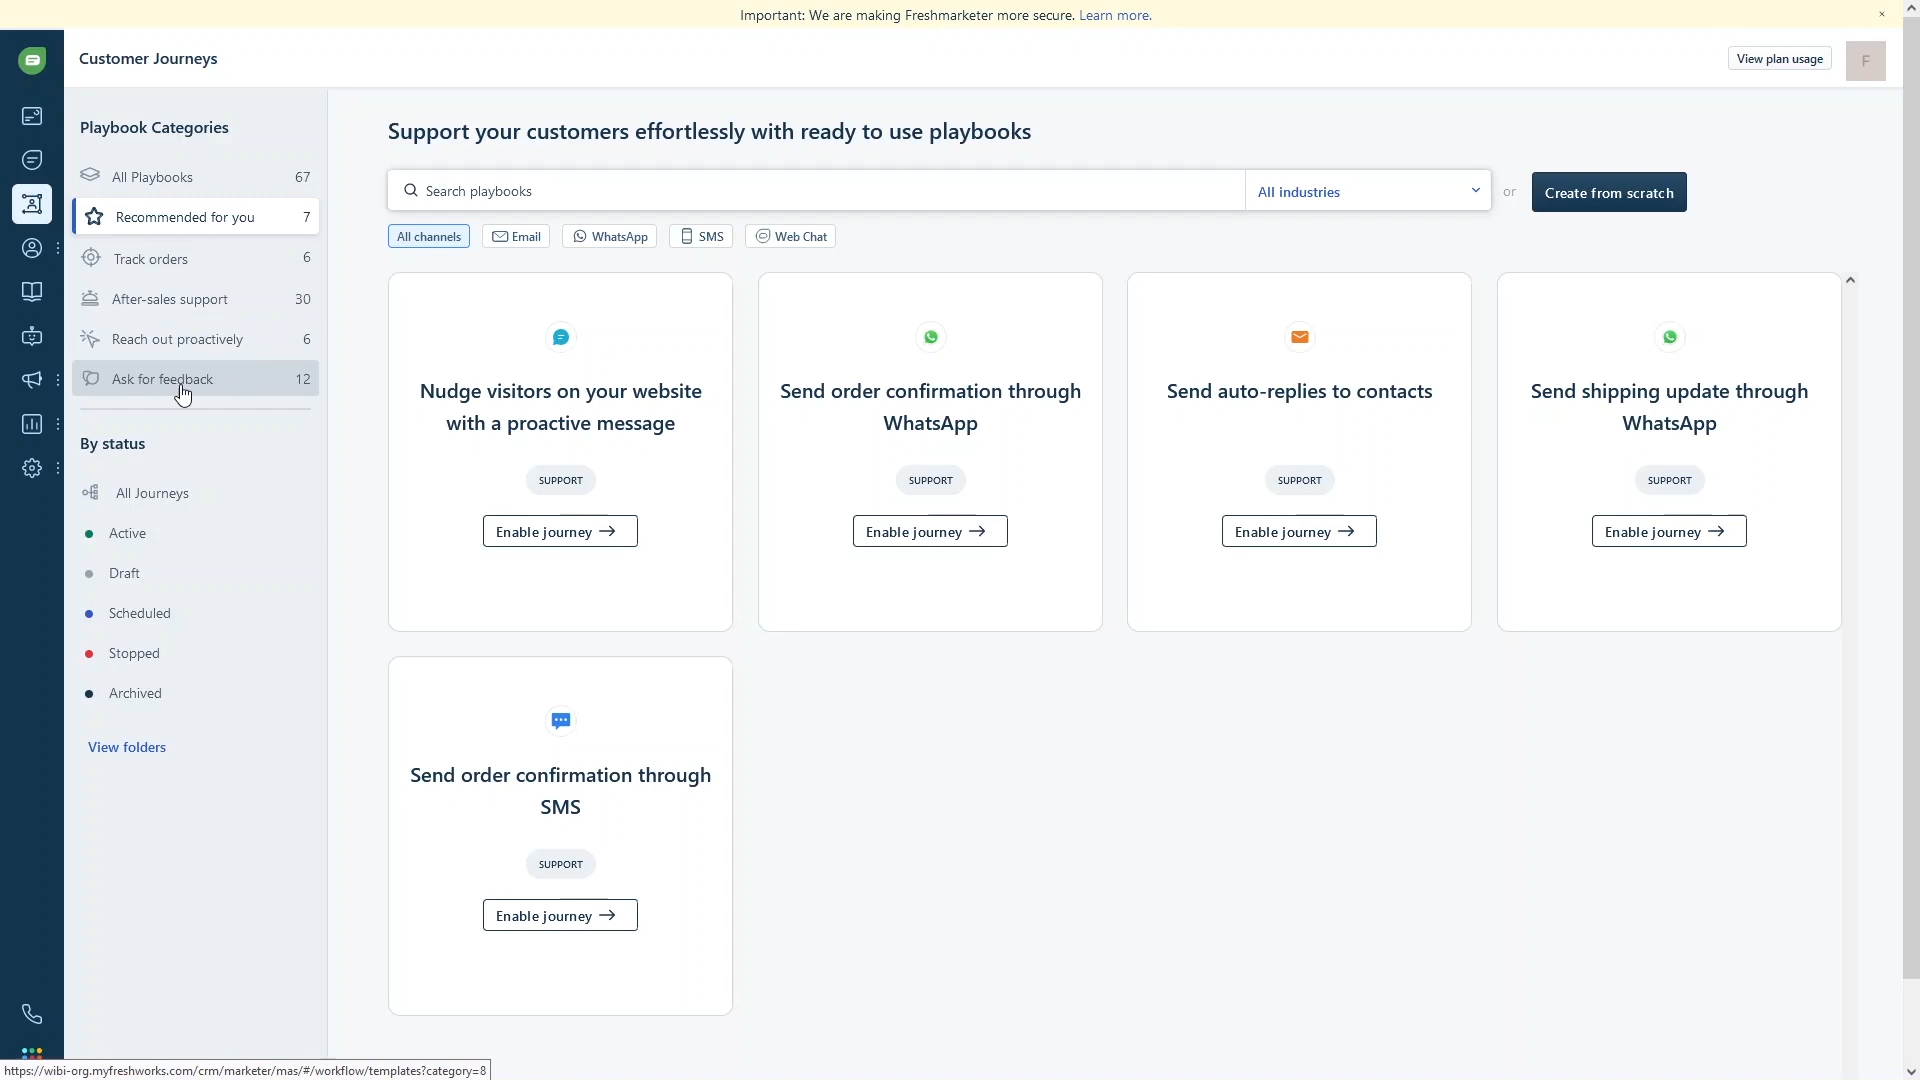 Important: We are making Freshmarketer more secure. Learn more.
×
Customer Journeys
View plan usage
F
Playbook Categories
All Playbooks 67
Recommended for you 7
Track orders 6
After-sales support 30
Reach out proactively 6
Ask for feedback 12
By status
All Journeys
Active
Draft
Scheduled
Stopped
Archived
View folders
Support your customers effortlessly with ready to use playbooks
Search playbooks
All industries
or
Create from scratch
All channels
Email
WhatsApp
SMS
Web Chat
Nudge visitors on your website
with a proactive message
SUPPORT
Enable journey
Send order confirmation through
WhatsApp
SUPPORT
Enable journey
Send auto-replies to contacts
SUPPORT
Enable journey
Send shipping update through
WhatsApp
SUPPORT
Enable journey
Send order confirmation through
SMS
SUPPORT
Enable journey
https://wibi-org.myfreshworks.com/crm/marketer/mas/#/workflow/templates?category=8